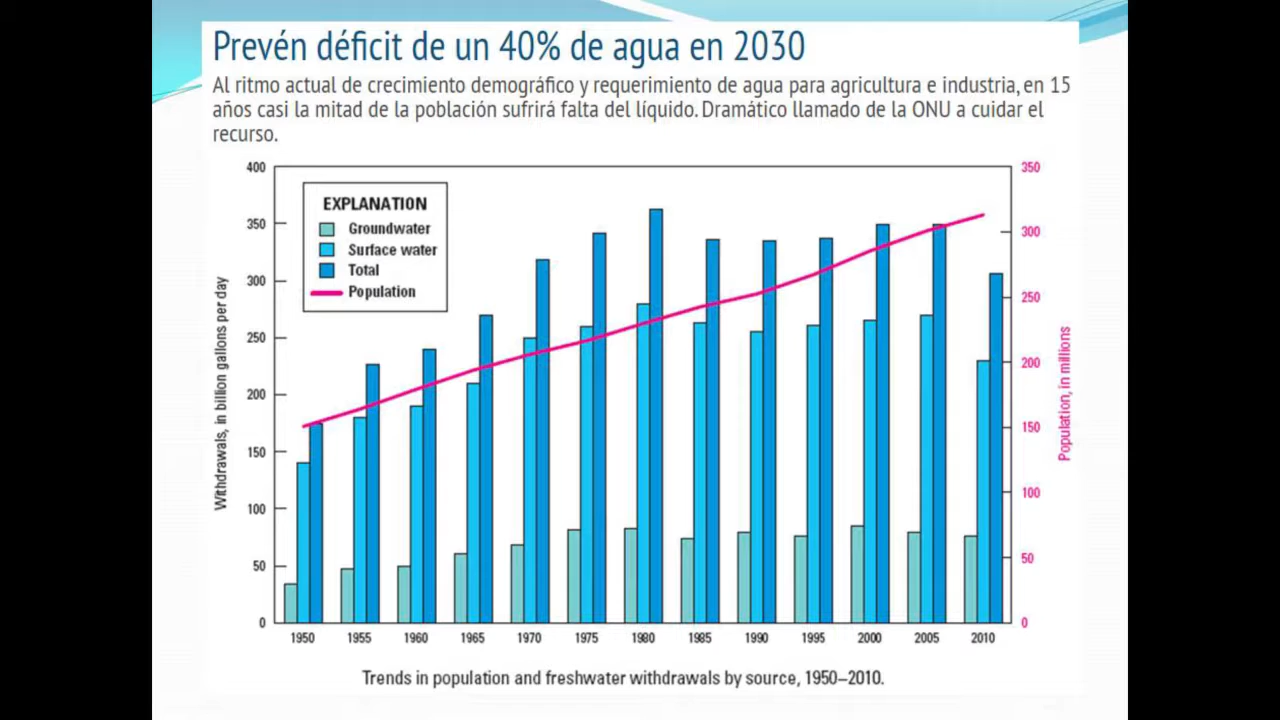 Prevén déficit de un 40% de agua en 2030
Al ritmo actual de crecimiento demográfico y requerimiento de agua para agricultura e industria, en 15
años casi la mitad de la población sufrirá falta del líquido. Dramático llamado de la ONU a cuidar el
recurso.
EXPLANATION
Groundwater
Surface water
Total
Population
Withdrawals, in billion gallons per day
400
350
300
250
200
150
100
50
0
350
300
250
200
150
100
50
0
Population, in millions
1950 1955 1960 1965 1970 1975 1980 1985 1990 1995 2000 2005 2010
Trends in population and freshwater withdrawals by source, 1950–2010.